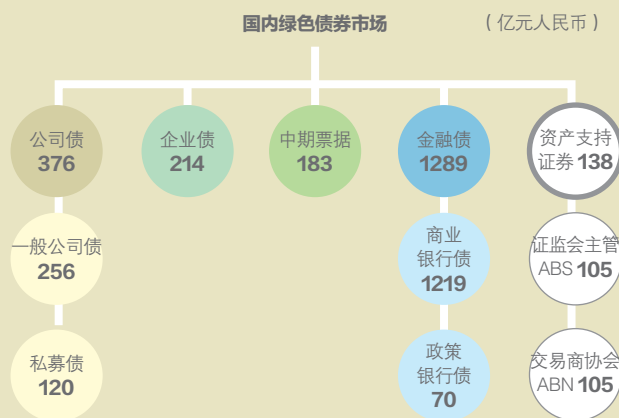 国内绿色债券市场
（亿元人民币）
公司债
376
企业债
214
中期票据
183
金融债
1289
资产支持
证券 138
一般公司债
256
商业
银行债
1219
证监会主管
ABS 105
私募债
120
政策
银行债
70
交易商协会
ABN 105